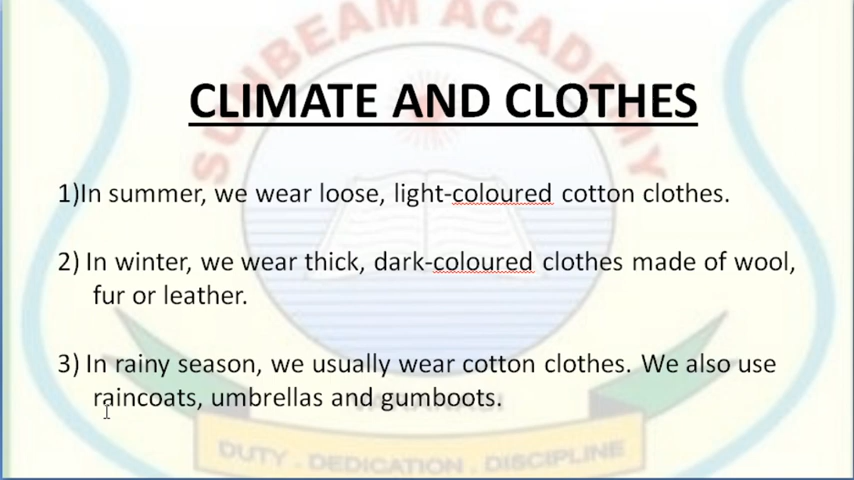 SUNBEAM ACADEMY
CLIMATE AND CLOTHES
1)In summer, we wear loose, light-coloured cotton clothes.
2) In winter, we wear thick, dark-coloured clothes made of wool,
fur or leather.
3) In rainy season, we usually wear cotton clothes. We also use
raincoats, umbrellas and gumboots.
DUTY . DEDICATION . DISCIPLINE